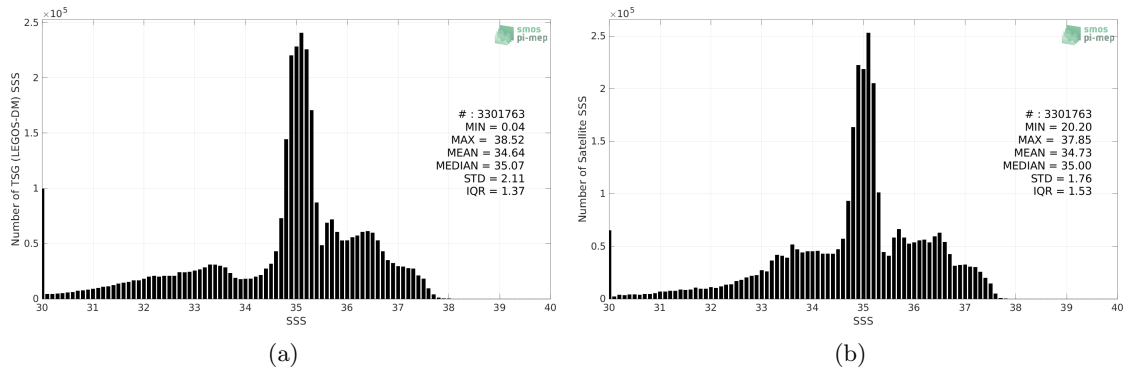 ×10⁵
2.5
2
1.5
1
0.5
0
30 31 32 33 34 35 36 37 38 39 40
SSS
Number of TSG (LEGOS-DM) SSS
smos
pi-mep
# : 3301763
MIN = 0.04
MAX = 38.52
MEAN = 34.64
MEDIAN = 35.07
STD = 2.11
IQR = 1.37
(a)
×10⁵
2.5
2
1.5
1
0.5
0
30 31 32 33 34 35 36 37 38 39 40
SSS
Number of Satellite SSS
smos
pi-mep
# : 3301763
MIN = 20.20
MAX = 37.85
MEAN = 34.73
MEDIAN = 35.00
STD = 1.76
IQR = 1.53
(b)